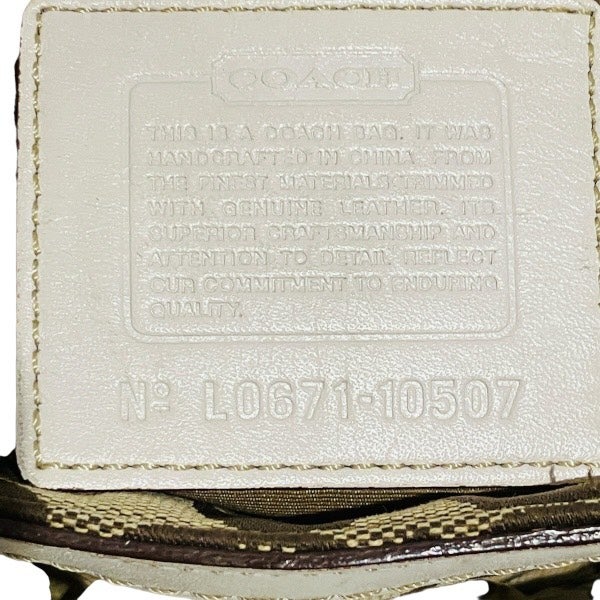 COACH
THIS IS A COACH BAG. IT WAS
HANDCRAFTED IN CHINA FROM
THE FINEST MATERIALS TRIMMED
WITH GENUINE LEATHER. ITS
SUPERIOR CRAFTSMANSHIP AND
ATTENTION TO DETAIL REFLECT
OUR COMMITMENT TO ENDURING
QUALITY.
Nº L0671-10507